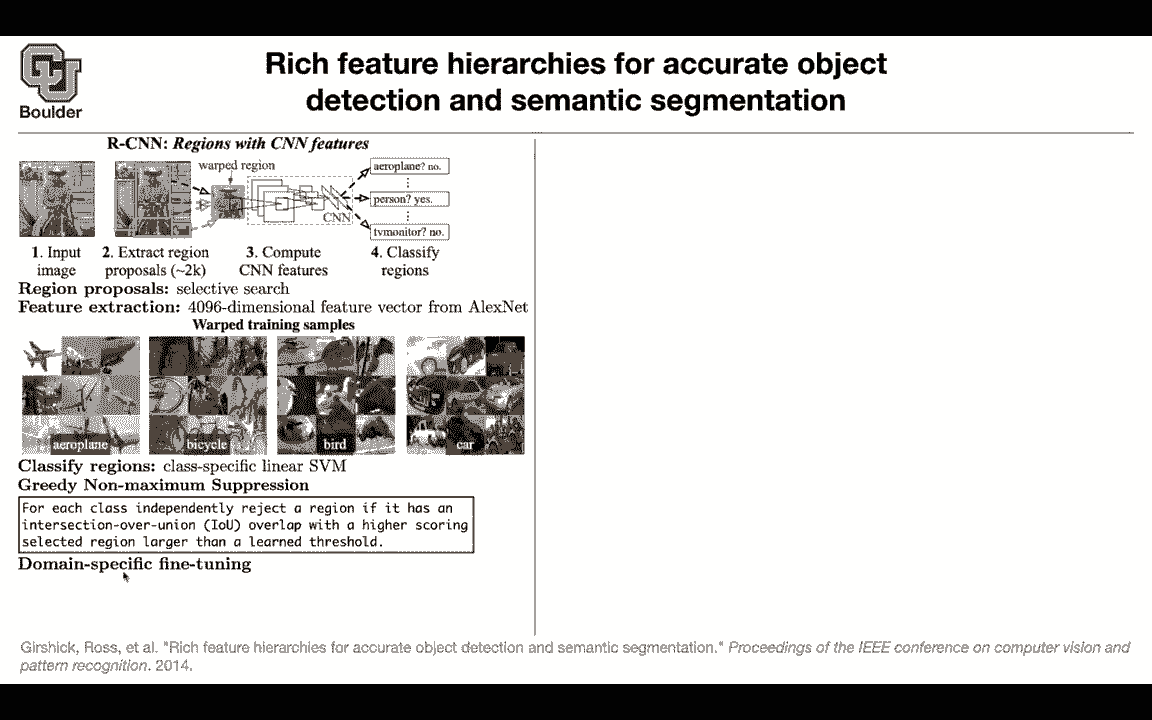 Boulder
Rich feature hierarchies for accurate object
detection and semantic segmentation
R-CNN: Regions with CNN features
warped region
aeroplane? no.
person? yes.
CNN
tvmonitor? no.
1. Input
image
2. Extract region
proposals (~2k)
3. Compute
CNN features
4. Classify
regions
Region proposals: selective search
Feature extraction: 4096-dimensional feature vector from AlexNet
Warped training samples
aeroplane
bicycle
bird
car
Classify regions: class-specific linear SVM
Greedy Non-maximum Suppression
For each class independently reject a region if it has an
intersection-over-union (IoU) overlap with a higher scoring
selected region larger than a learned threshold.
Domain-specific fine-tuning
Girshick, Ross, et al. "Rich feature hierarchies for accurate object detection and semantic segmentation." Proceedings of the IEEE conference on computer vision and
pattern recognition. 2014.